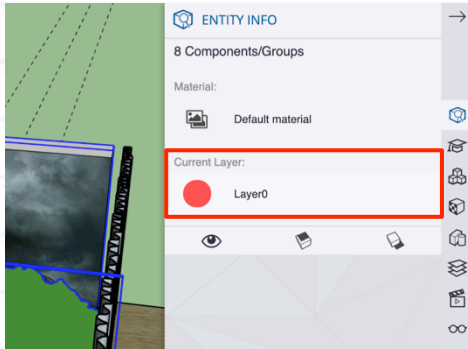 ENTITY INFO
8 Components/Groups
Material:
Default material
Current Layer:
Layer0